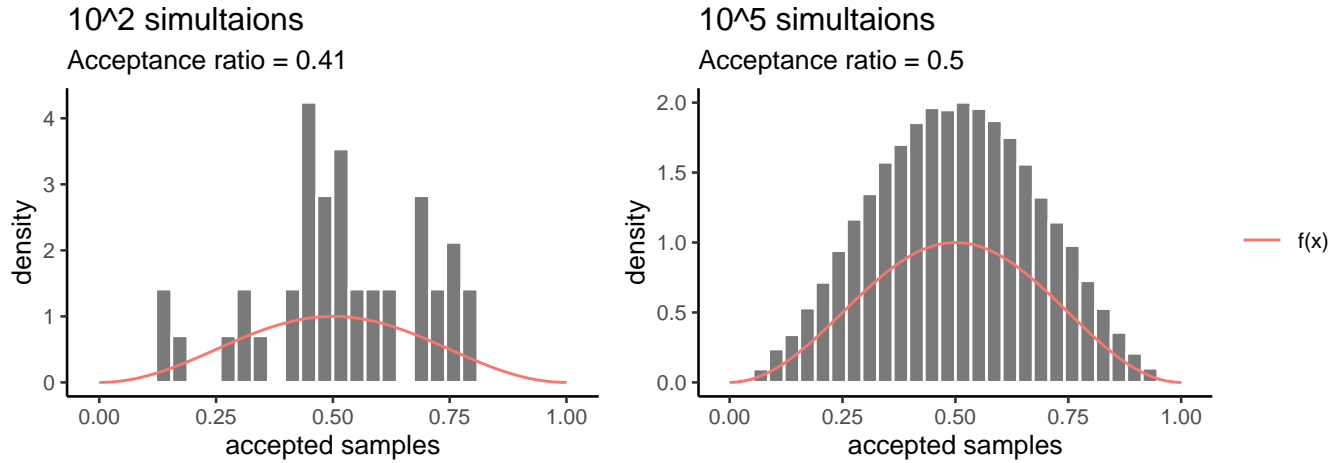 10^2 simultaions
Acceptance ratio = 0.41
4
3
2
1
0
density
0.00 0.25 0.50 0.75 1.00
accepted samples
10^5 simultaions
Acceptance ratio = 0.5
2.0
1.5
1.0
0.5
0.0
density
0.00 0.25 0.50 0.75 1.00
accepted samples
f(x)